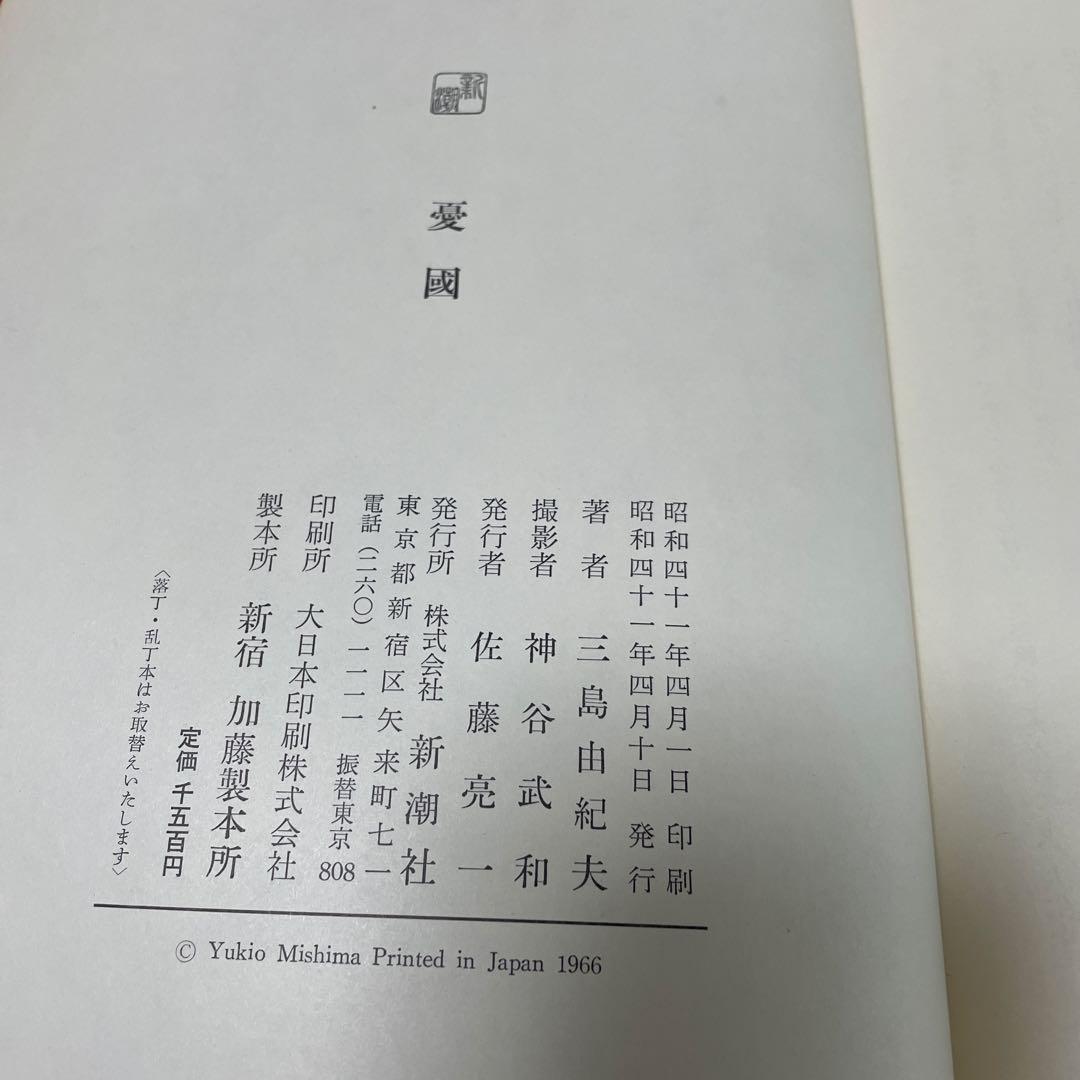 新潮
憂國
昭和四十一年四月一日 印刷
昭和四十一年四月十日 発行
著者 三島由紀夫
撮影者 神谷武和
発行者 佐藤亮一
発行所 株式会社 新潮社
東京都新宿区矢来町七一
電話(二六〇)一一一一 振替東京808
印刷所 大日本印刷株式会社
製本所 新宿 加藤製本所
定価 千五百円
〈落丁・乱丁本はお取替えいたします〉
© Yukio Mishima Printed in Japan 1966